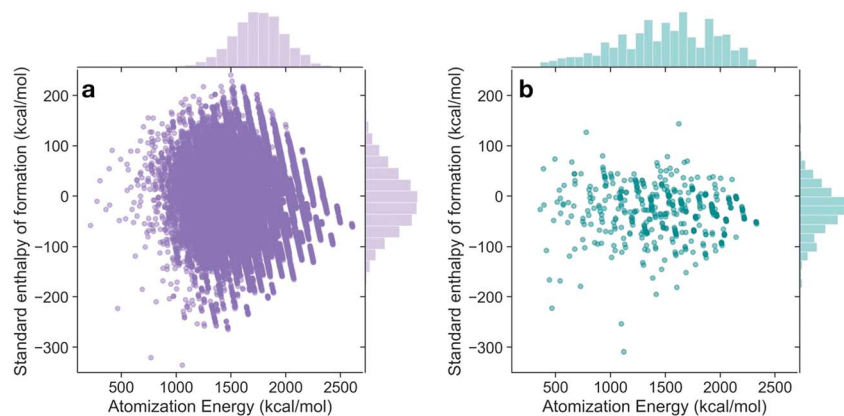 a
Standard enthalpy of formation (kcal/mol)
200
100
0
−100
−200
−300
500 1000 1500 2000 2500
Atomization Energy (kcal/mol)
b
Standard enthalpy of formation (kcal/mol)
200
100
0
−100
−200
−300
500 1000 1500 2000 2500
Atomization Energy (kcal/mol)